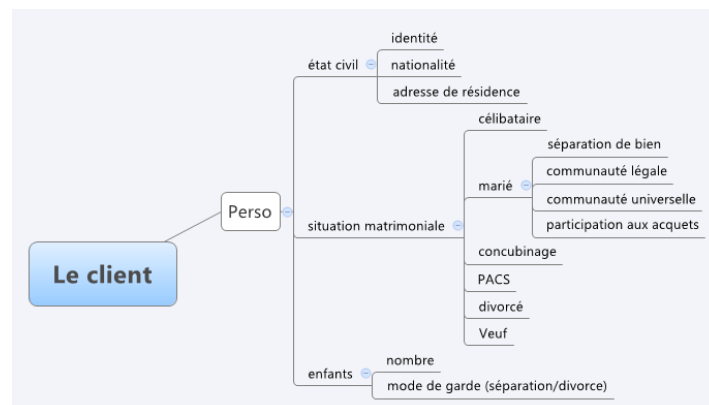 identité
état civil
nationalité
adresse de résidence
célibataire
séparation de bien
communauté légale
marié
communauté universelle
participation aux acquets
Perso
situation matrimoniale
concubinage
Le client
PACS
divorcé
Veuf
nombre
enfants
mode de garde (séparation/divorce)